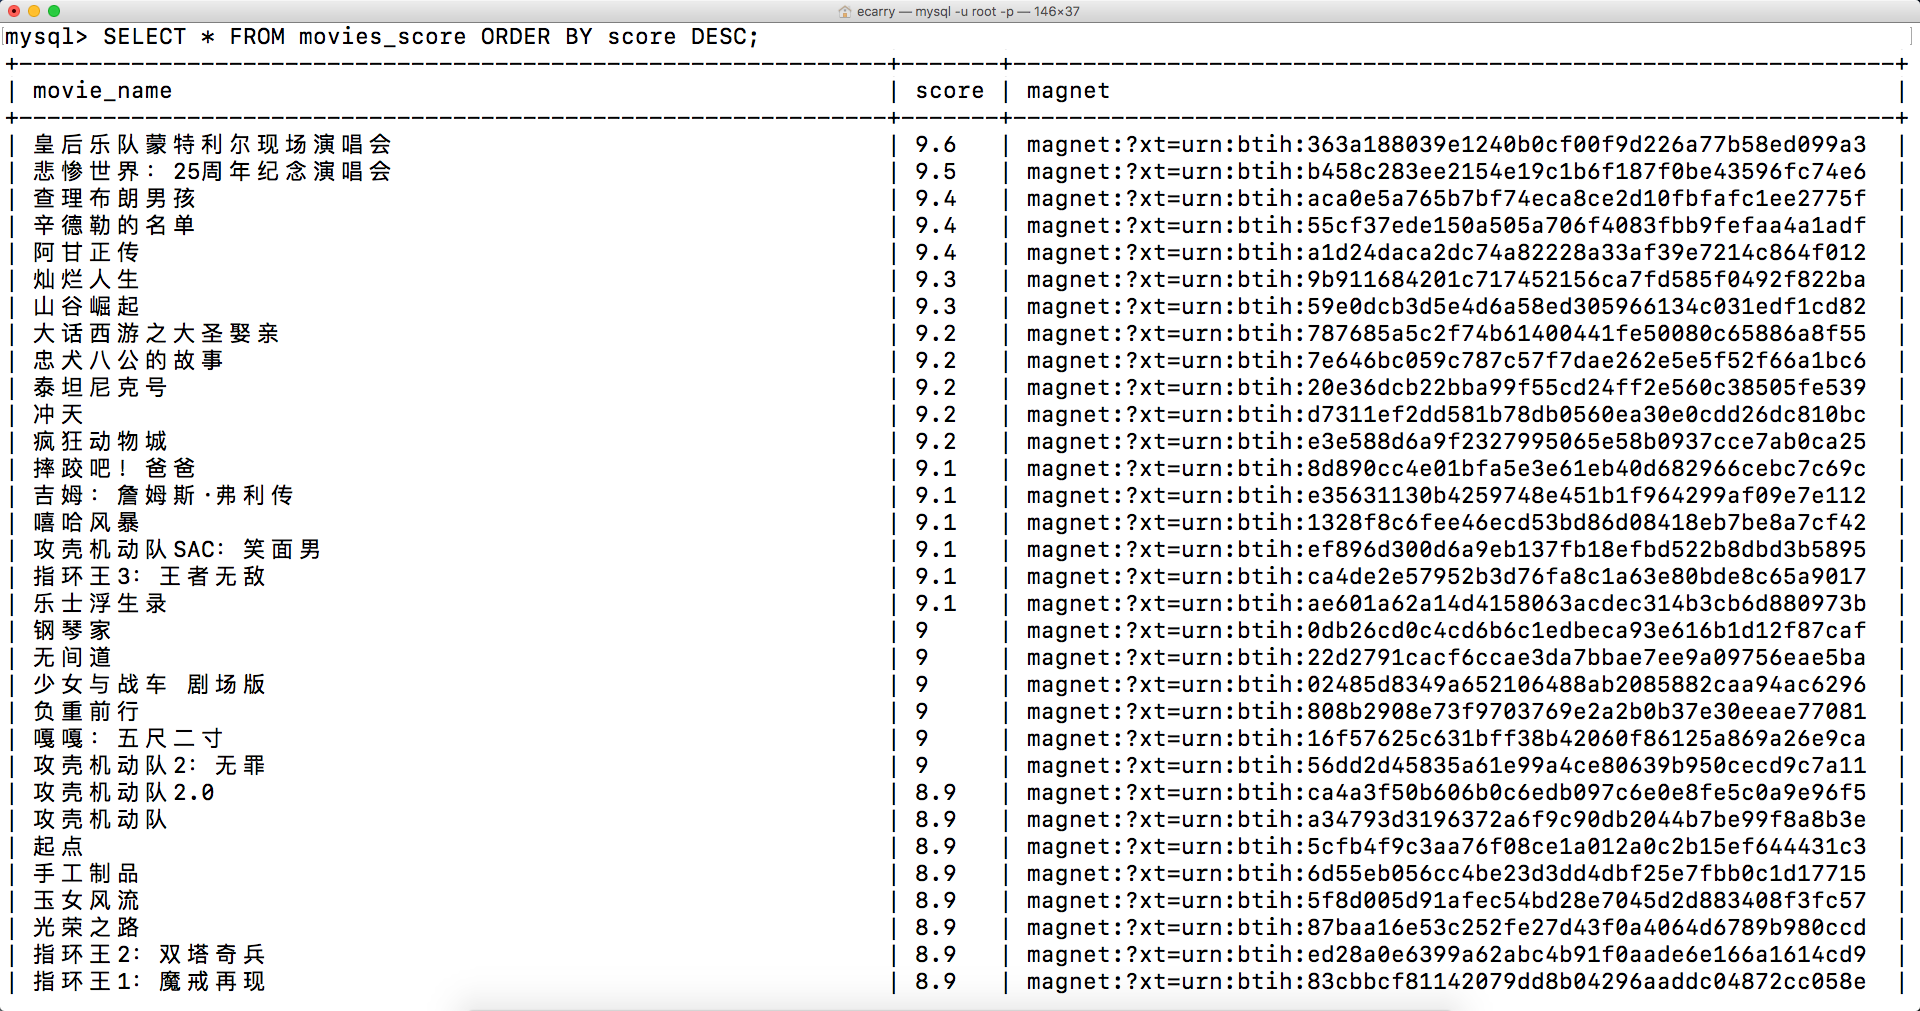 ecarry — mysql -u root -p — 146×37
mysql> SELECT * FROM movies_score ORDER BY score DESC;
| movie_name | score | magnet |
| 皇后乐队蒙特利尔现场演唱会 | 9.6 | magnet:?xt=urn:btih:363a188039e1240b0cf00f9d226a77b58ed099a3 |
| 悲惨世界：25周年纪念演唱会 | 9.5 | magnet:?xt=urn:btih:b458c283ee2154e19c1b6f187f0be43596fc74e6 |
| 查理布朗男孩 | 9.4 | magnet:?xt=urn:btih:aca0e5a765b7bf74eca8ce2d10fbfafc1ee2775f |
| 辛德勒的名单 | 9.4 | magnet:?xt=urn:btih:55cf37ede150a505a706f4083fbb9fefaa4a1adf |
| 阿甘正传 | 9.4 | magnet:?xt=urn:btih:a1d24daca2dc74a82228a33af39e7214c864f012 |
| 灿烂人生 | 9.3 | magnet:?xt=urn:btih:9b911684201c717452156ca7fd585f0492f822ba |
| 山谷崛起 | 9.3 | magnet:?xt=urn:btih:59e0dcb3d5e4d6a58ed305966134c031edf1cd82 |
| 大话西游之大圣娶亲 | 9.2 | magnet:?xt=urn:btih:787685a5c2f74b61400441fe50080c65886a8f55 |
| 忠犬八公的故事 | 9.2 | magnet:?xt=urn:btih:7e646bc059c787c57f7dae262e5e5f52f66a1bc6 |
| 泰坦尼克号 | 9.2 | magnet:?xt=urn:btih:20e36dcb22bba99f55cd24ff2e560c38505fe539 |
| 冲天 | 9.2 | magnet:?xt=urn:btih:d7311ef2dd581b78db0560ea30e0cdd26dc810bc |
| 疯狂动物城 | 9.2 | magnet:?xt=urn:btih:e3e588d6a9f2327995065e58b0937cce7ab0ca25 |
| 摔跤吧！爸爸 | 9.1 | magnet:?xt=urn:btih:8d890cc4e01bfa5e3e61eb40d682966cebc7c69c |
| 吉姆：詹姆斯·弗利传 | 9.1 | magnet:?xt=urn:btih:e35631130b4259748e451b1f964299af09e7e112 |
| 嘻哈风暴 | 9.1 | magnet:?xt=urn:btih:1328f8c6fee46ecd53bd86d08418eb7be8a7cf42 |
| 攻壳机动队SAC：笑面男 | 9.1 | magnet:?xt=urn:btih:ef896d300d6a9eb137fb18efbd522b8dbd3b5895 |
| 指环王3：王者无敌 | 9.1 | magnet:?xt=urn:btih:ca4de2e57952b3d76fa8c1a63e80bde8c65a9017 |
| 乐士浮生录 | 9.1 | magnet:?xt=urn:btih:ae601a62a14d4158063acdec314b3cb6d880973b |
| 钢琴家 | 9 | magnet:?xt=urn:btih:0db26cd0c4cd6b6c1edbeca93e616b1d12f87caf |
| 无间道 | 9 | magnet:?xt=urn:btih:22d2791cacf6ccae3da7bbae7ee9a09756eae5ba |
| 少女与战车 剧场版 | 9 | magnet:?xt=urn:btih:02485d8349a652106488ab2085882caa94ac6296 |
| 负重前行 | 9 | magnet:?xt=urn:btih:808b2908e73f9703769e2a2b0b37e30eeae77081 |
| 嘎嘎：五尺二寸 | 9 | magnet:?xt=urn:btih:16f57625c631bff38b42060f86125a869a26e9ca |
| 攻壳机动队2：无罪 | 9 | magnet:?xt=urn:btih:56dd2d45835a61e99a4ce80639b950cecd9c7a11 |
| 攻壳机动队2.0 | 8.9 | magnet:?xt=urn:btih:ca4a3f50b606b0c6edb097c6e0e8fe5c0a9e96f5 |
| 攻壳机动队 | 8.9 | magnet:?xt=urn:btih:a34793d3196372a6f9c90db2044b7be99f8a8b3e |
| 起点 | 8.9 | magnet:?xt=urn:btih:5cfb4f9c3aa76f08ce1a012a0c2b15ef644431c3 |
| 手工制品 | 8.9 | magnet:?xt=urn:btih:6d55eb056cc4be23d3dd4dbf25e7fbb0c1d17715 |
| 玉女风流 | 8.9 | magnet:?xt=urn:btih:5f8d005d91afec54bd28e7045d2d883408f3fc57 |
| 光荣之路 | 8.9 | magnet:?xt=urn:btih:87baa16e53c252fe27d43f0a4064d6789b980ccd |
| 指环王2：双塔奇兵 | 8.9 | magnet:?xt=urn:btih:ed28a0e6399a62abc4b91f0aade6e166a1614cd9 |
| 指环王1：魔戒再现 | 8.9 | magnet:?xt=urn:btih:83cbbcf81142079dd8b04296aaddc04872cc058e |